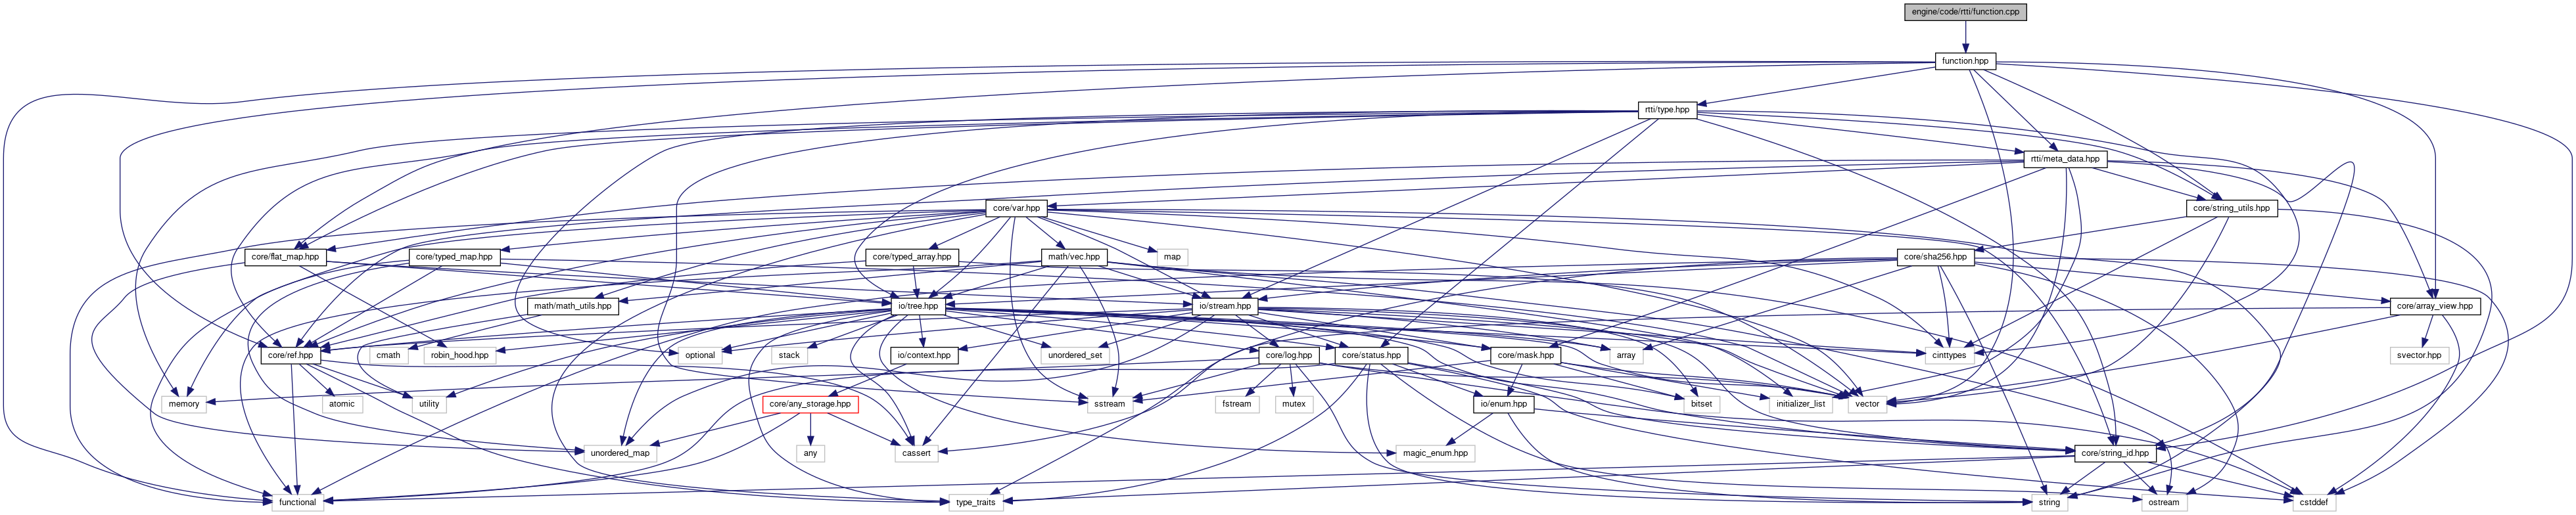 engine/code/rtti/function.cpp
function.hpp
rtti/type.hpp
rtti/meta_data.hpp
core/var.hpp
core/string_utils.hpp
core/flat_map.hpp
core/typed_map.hpp
core/typed_array.hpp
math/vec.hpp
map
core/sha256.hpp
math/math_utils.hpp
io/tree.hpp
io/stream.hpp
core/array_view.hpp
core/ref.hpp
cmath
robin_hood.hpp
optional
stack
io/context.hpp
unordered_set
core/log.hpp
core/status.hpp
core/mask.hpp
array
cinttypes
svector.hpp
memory
atomic
utility
core/any_storage.hpp
sstream
fstream
mutex
io/enum.hpp
bitset
initializer_list
vector
unordered_map
any
cassert
magic_enum.hpp
core/string_id.hpp
functional
type_traits
string
ostream
cstddef